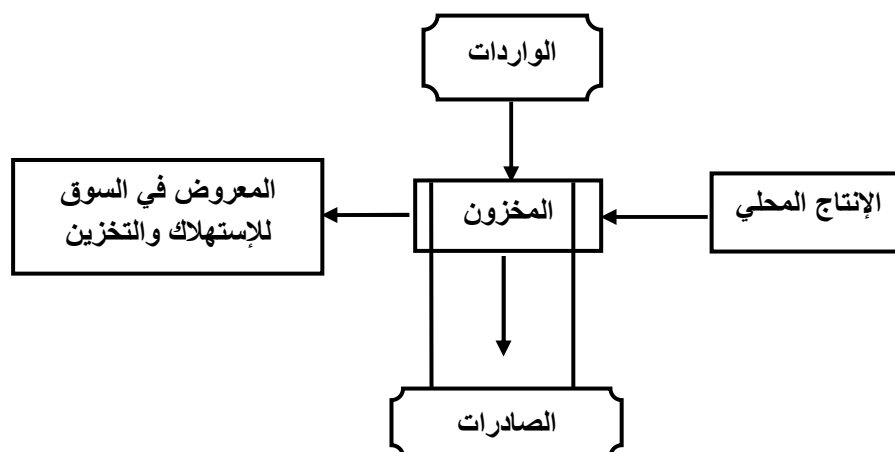 الواردات
الإنتاج المحلي
المخزون
المعروض في السوق
للإستهلاك والتخزين
الصادرات